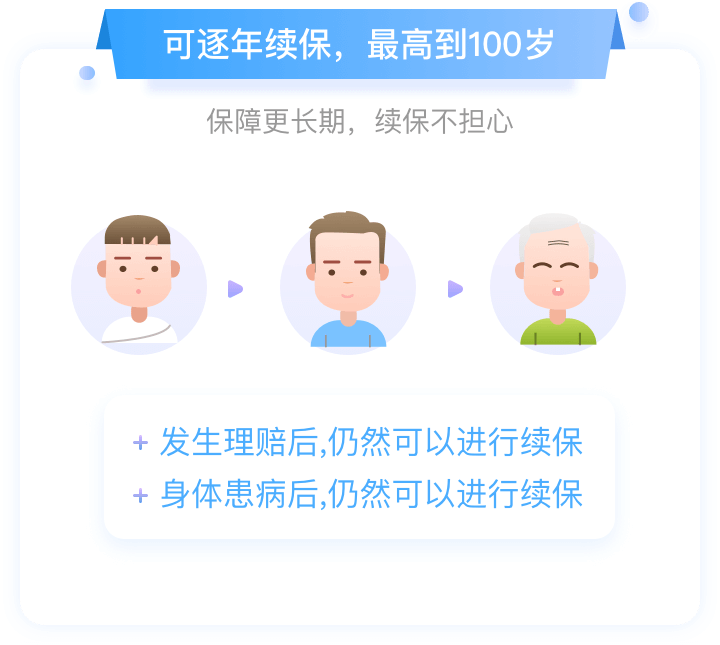 可逐年续保，最高到100岁
保障更长期，续保不担心
+ 发生理赔后,仍然可以进行续保
+ 身体患病后,仍然可以进行续保